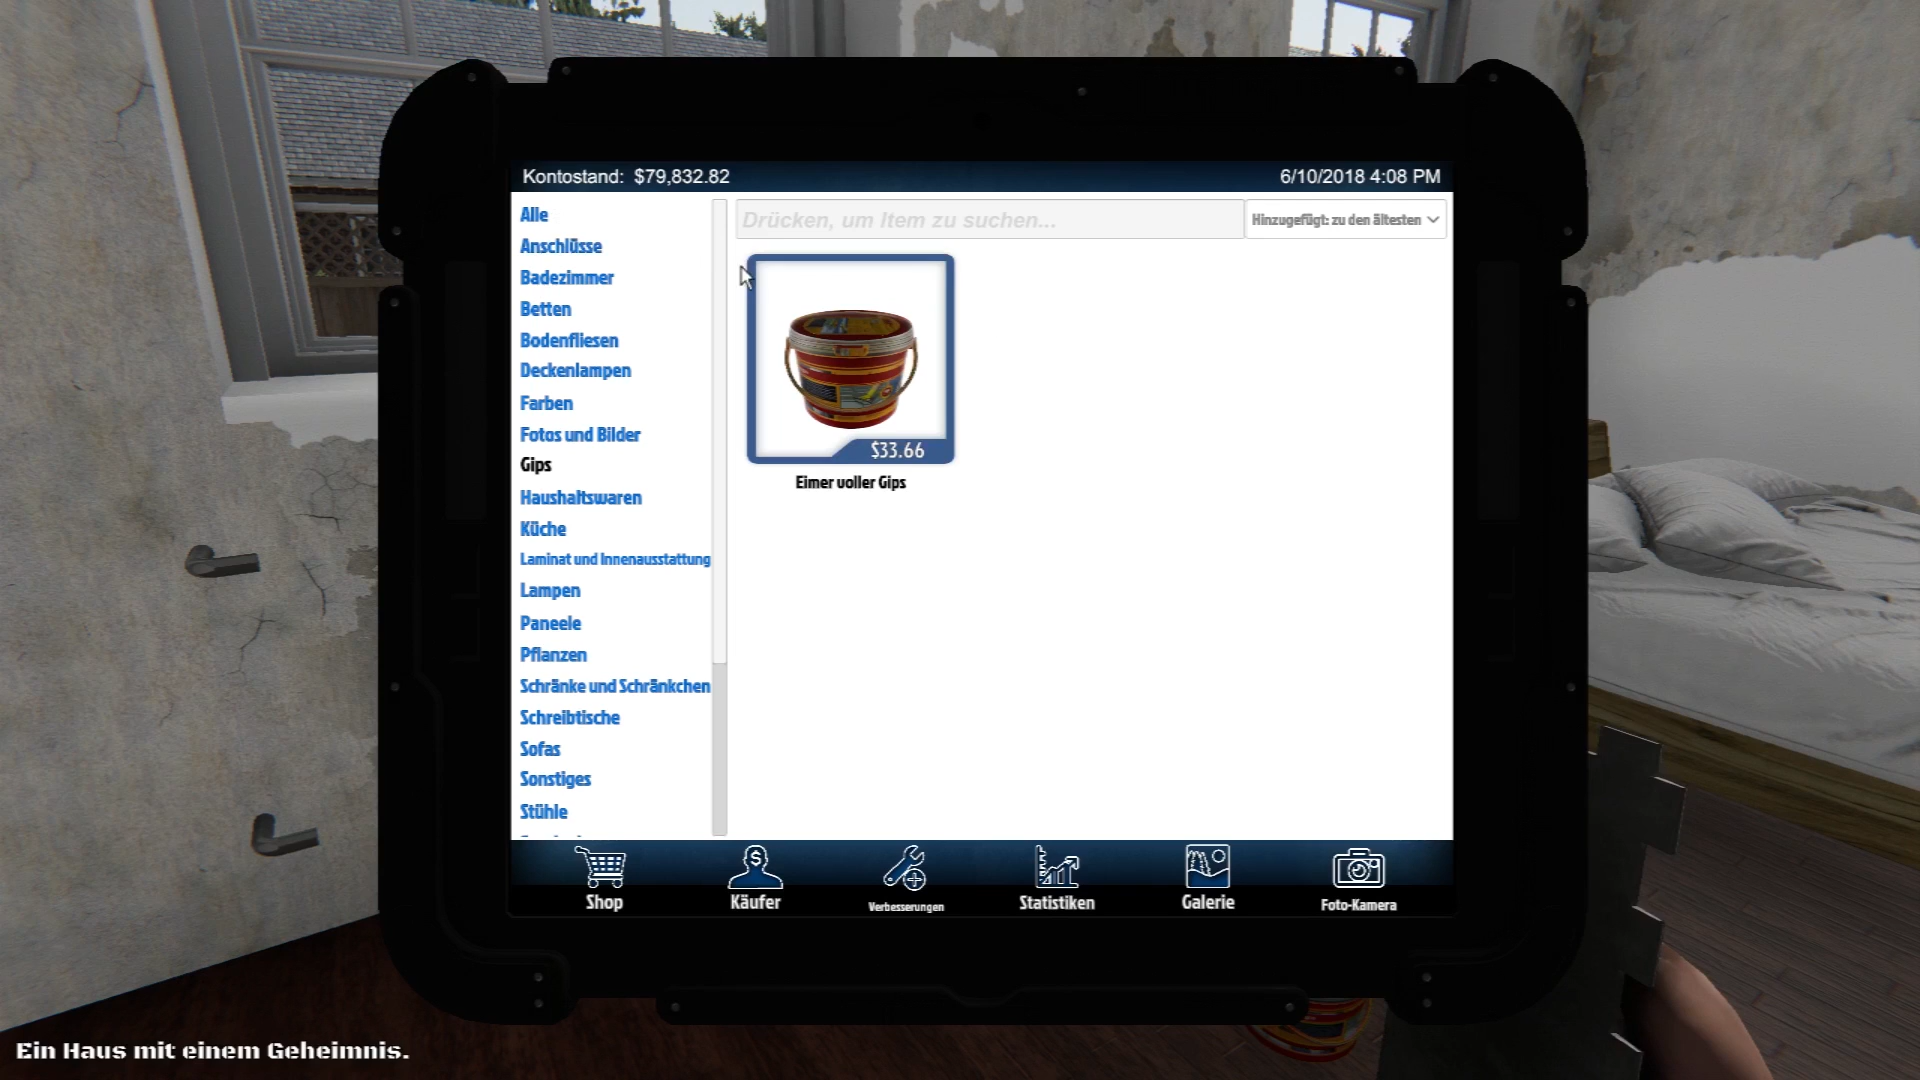 Kontostand: $79,832.82
6/10/2018 4:08 PM
Alle
Anschlüsse
Badezimmer
Betten
Bodenfliesen
Deckenlampen
Farben
Fotos und Bilder
Gips
Haushaltswaren
Küche
Laminat und Innenausstattung
Lampen
Paneele
Pflanzen
Schränke und Schränkchen
Schreibtische
Sofas
Sonstiges
Stühle
Drücken, um Item zu suchen...
Hinzugefügt: zu den ältesten
$33.66
Eimer voller Gips
Shop
Käufer
Verbesserungen
Statistiken
Galerie
Foto-Kamera
Ein Haus mit einem Geheimnis.